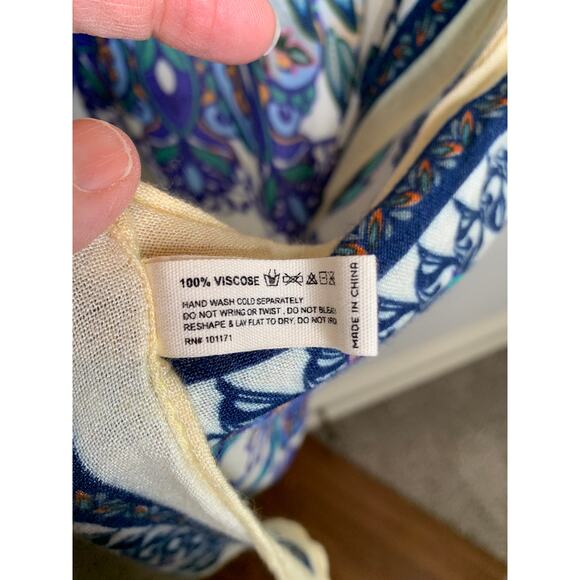 100% VISCOSE
HAND WASH COLD SEPARATELY
DO NOT WRING OR TWIST , DO NOT BLEA
RESHAPE & LAY FLAT TO DRY, DO NOT IRO
RN# 101171
MADE IN CHINA